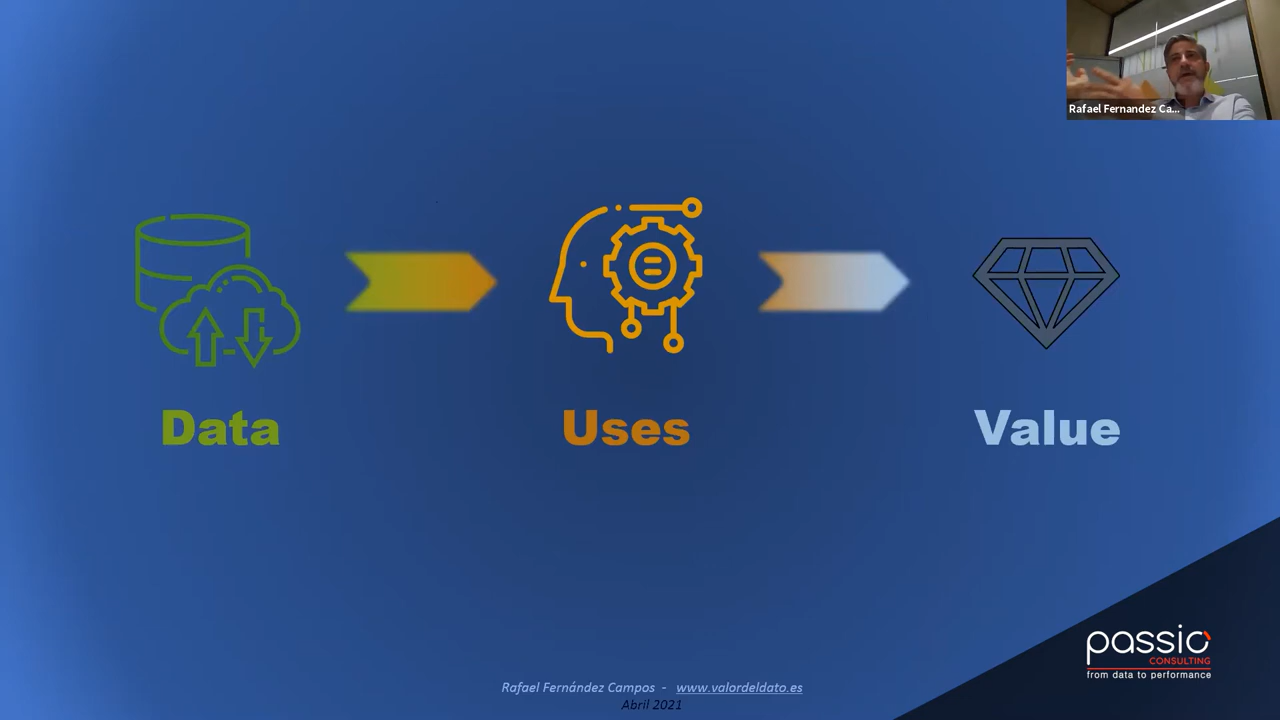 Rafael Fernandez Ca...
Data
Uses
Value
passio
CONSULTING
from data to performance
Rafael Fernández Campos - www.valordeldato.es
Abril 2021